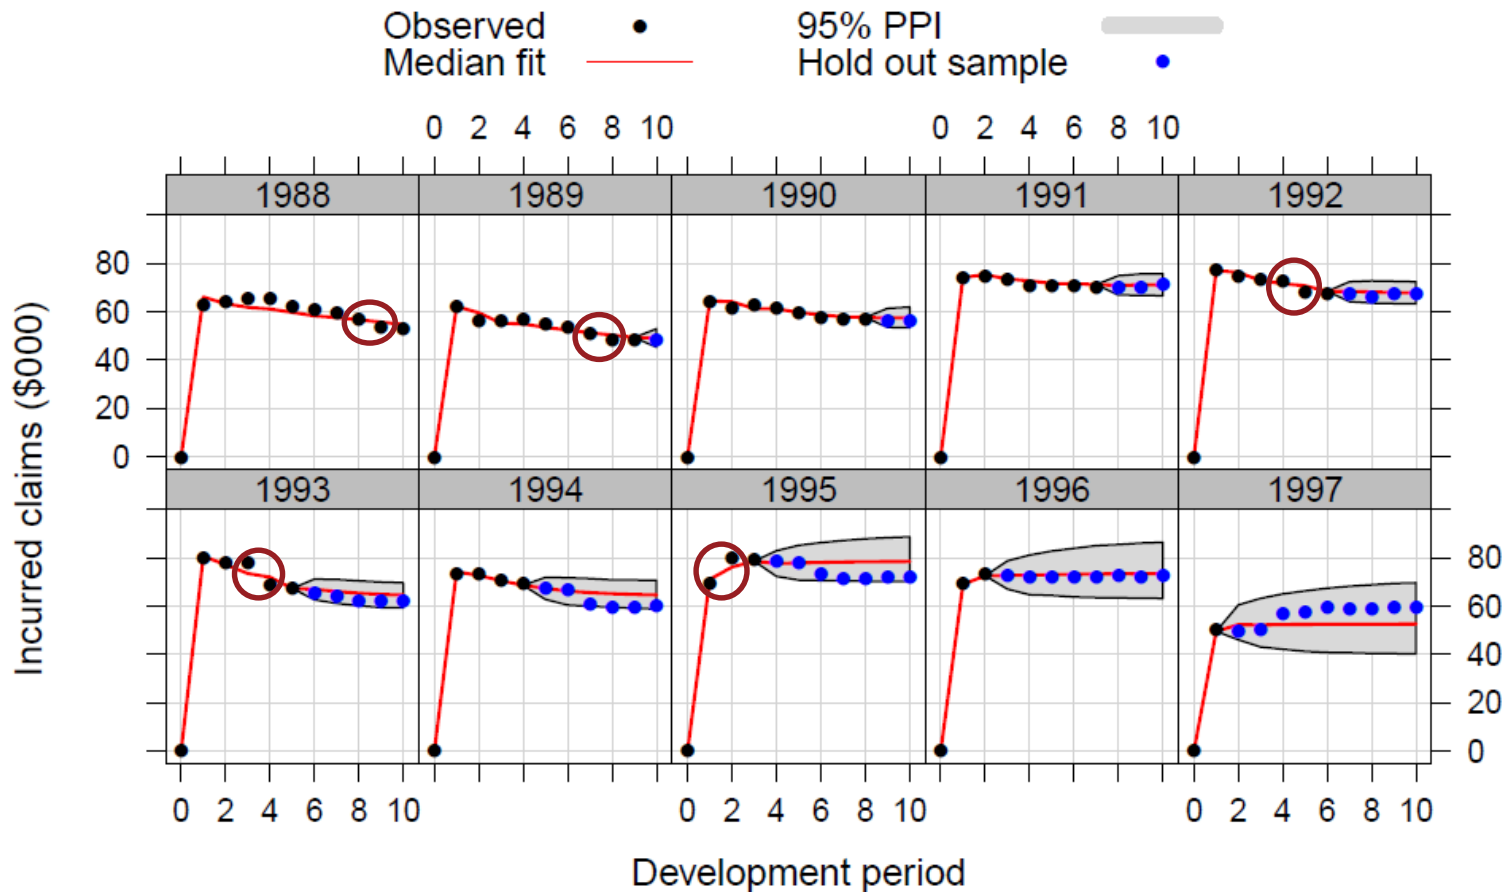 Observed 95% PPI
Median fit Hold out sample
0 2 4 6 8 10 0 2 4 6 8 10
1988 1989 1990 1991 1992
80
60
40
20
0
1993 1994 1995 1996 1997
80
60
40
20
0
0 2 4 6 8 10 0 2 4 6 8 10 0 2 4 6 8 10
Incurred claims ($000)
Development period